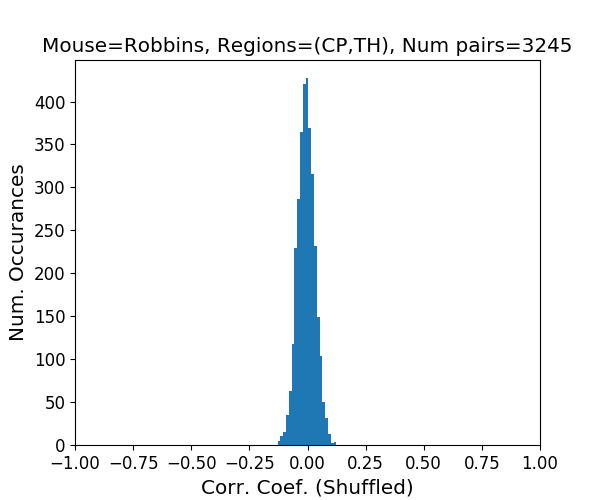 Mouse=Robbins, Regions=(CP,TH), Num pairs=3245
400
350
300
250
200
150
100
50
0
Num. Occurances
−1.00 −0.75 −0.50 −0.25 0.00 0.25 0.50 0.75 1.00
Corr. Coef. (Shuffled)